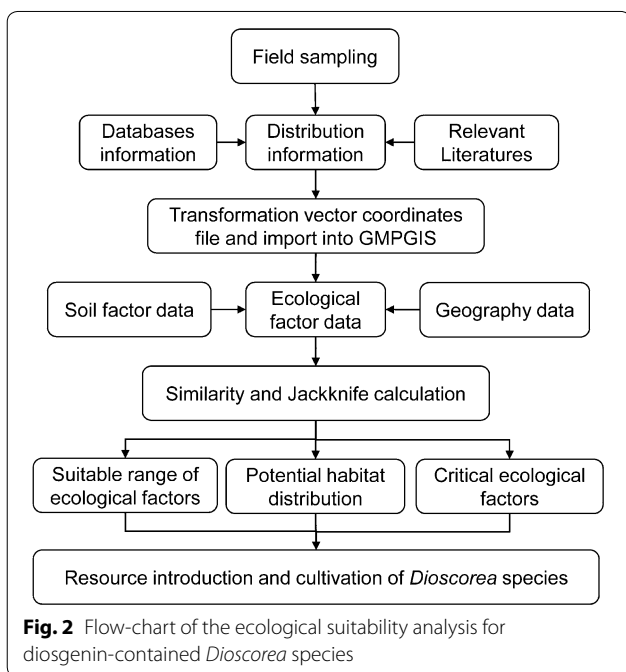 Field sampling
Databases
information
Distribution
information
Relevant
Literatures
Transformation vector coordinates
file and import into GMPGIS
Soil factor data
Ecological
factor data
Geography data
Similarity and Jackknife calculation
Suitable range of
ecological factors
Potential habitat
distribution
Critical ecological
factors
Resource introduction and cultivation of Dioscorea species
Fig. 2 Flow-chart of the ecological suitability analysis for
diosgenin-contained Dioscorea species